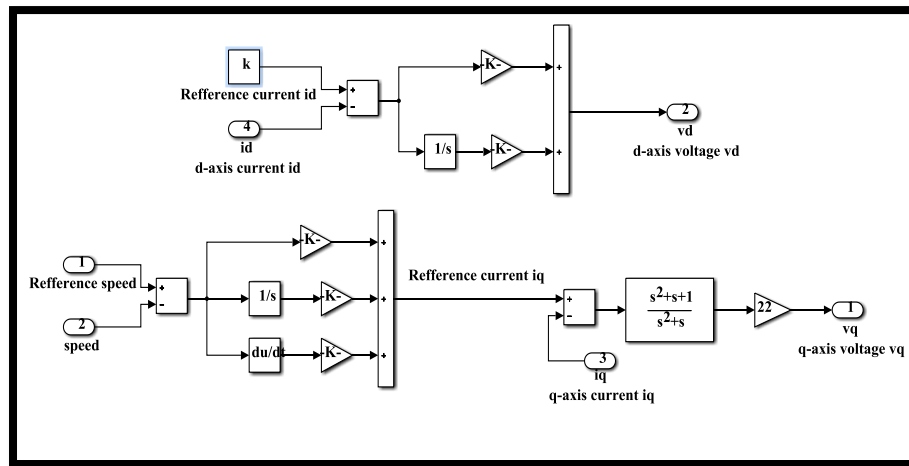 k
Refference current id
+
−
4
id
d-axis current id
-K-
1/s
-K-
+
+
2
vd
d-axis voltage vd
1
Refference speed
2
speed
+
−
-K-
1/s
-K-
du/dt
-K-
+
+
+
Refference current iq
+
−
3
iq
q-axis current iq
s²+s+1
s²+s
22
1
vq
q-axis voltage vq